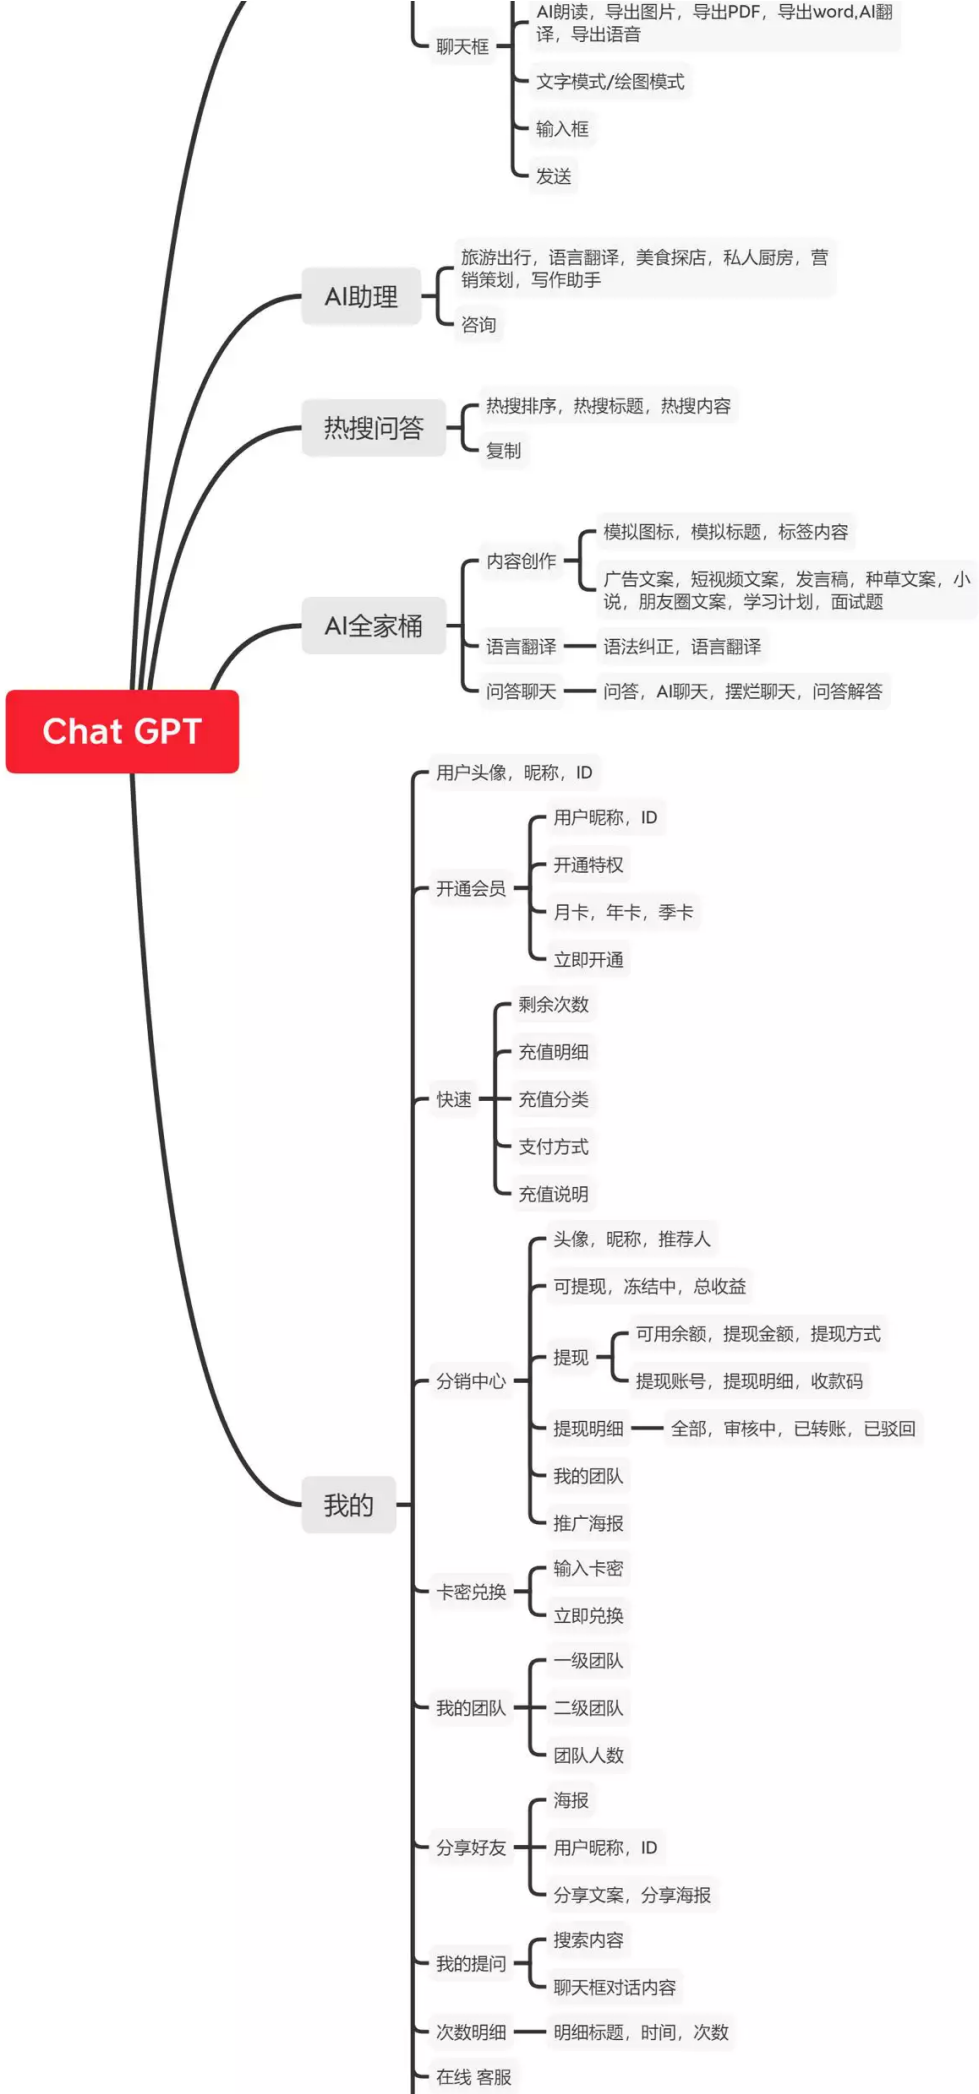 AI朗读，导出图片，导出PDF，导出word,AI翻
译，导出语音
聊天框
文字模式/绘图模式
输入框
发送
旅游出行，语言翻译，美食探店，私人厨房，营
销策划，写作助手
AI助理
咨询
热搜排序，热搜标题，热搜内容
热搜问答
复制
模拟图标，模拟标题，标签内容
内容创作
广告文案，短视频文案，发言稿，种草文案，小
说，朋友圈文案，学习计划，面试题
AI全家桶
语言翻译
语法纠正，语言翻译
问答聊天
问答，AI聊天，摆烂聊天，问答解答
Chat GPT
用户头像，昵称，ID
用户昵称，ID
开通特权
开通会员
月卡，年卡，季卡
立即开通
剩余次数
充值明细
快速
充值分类
支付方式
充值说明
头像，昵称，推荐人
可提现，冻结中，总收益
可用余额，提现金额，提现方式
提现
提现账号，提现明细，收款码
分销中心
提现明细
全部，审核中，已转账，已驳回
我的团队
推广海报
我的
输入卡密
卡密兑换
立即兑换
一级团队
我的团队
二级团队
团队人数
海报
分享好友
用户昵称，ID
分享文案，分享海报
搜索内容
我的提问
聊天框对话内容
次数明细
明细标题，时间，次数
在线 客服